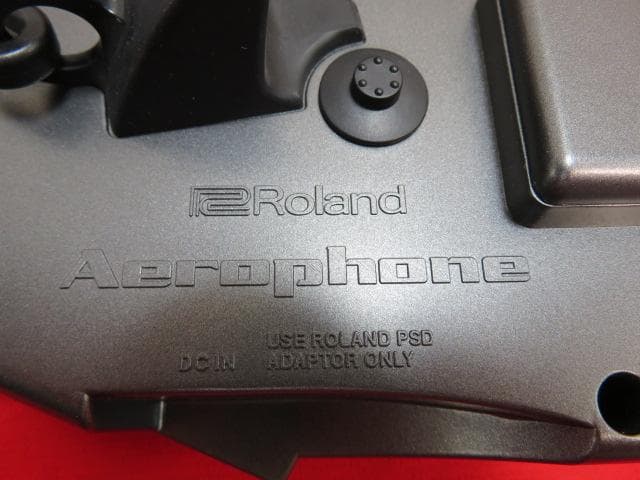 Roland
Aerophone
DC IN
USE ROLAND PSD
ADAPTOR ONLY